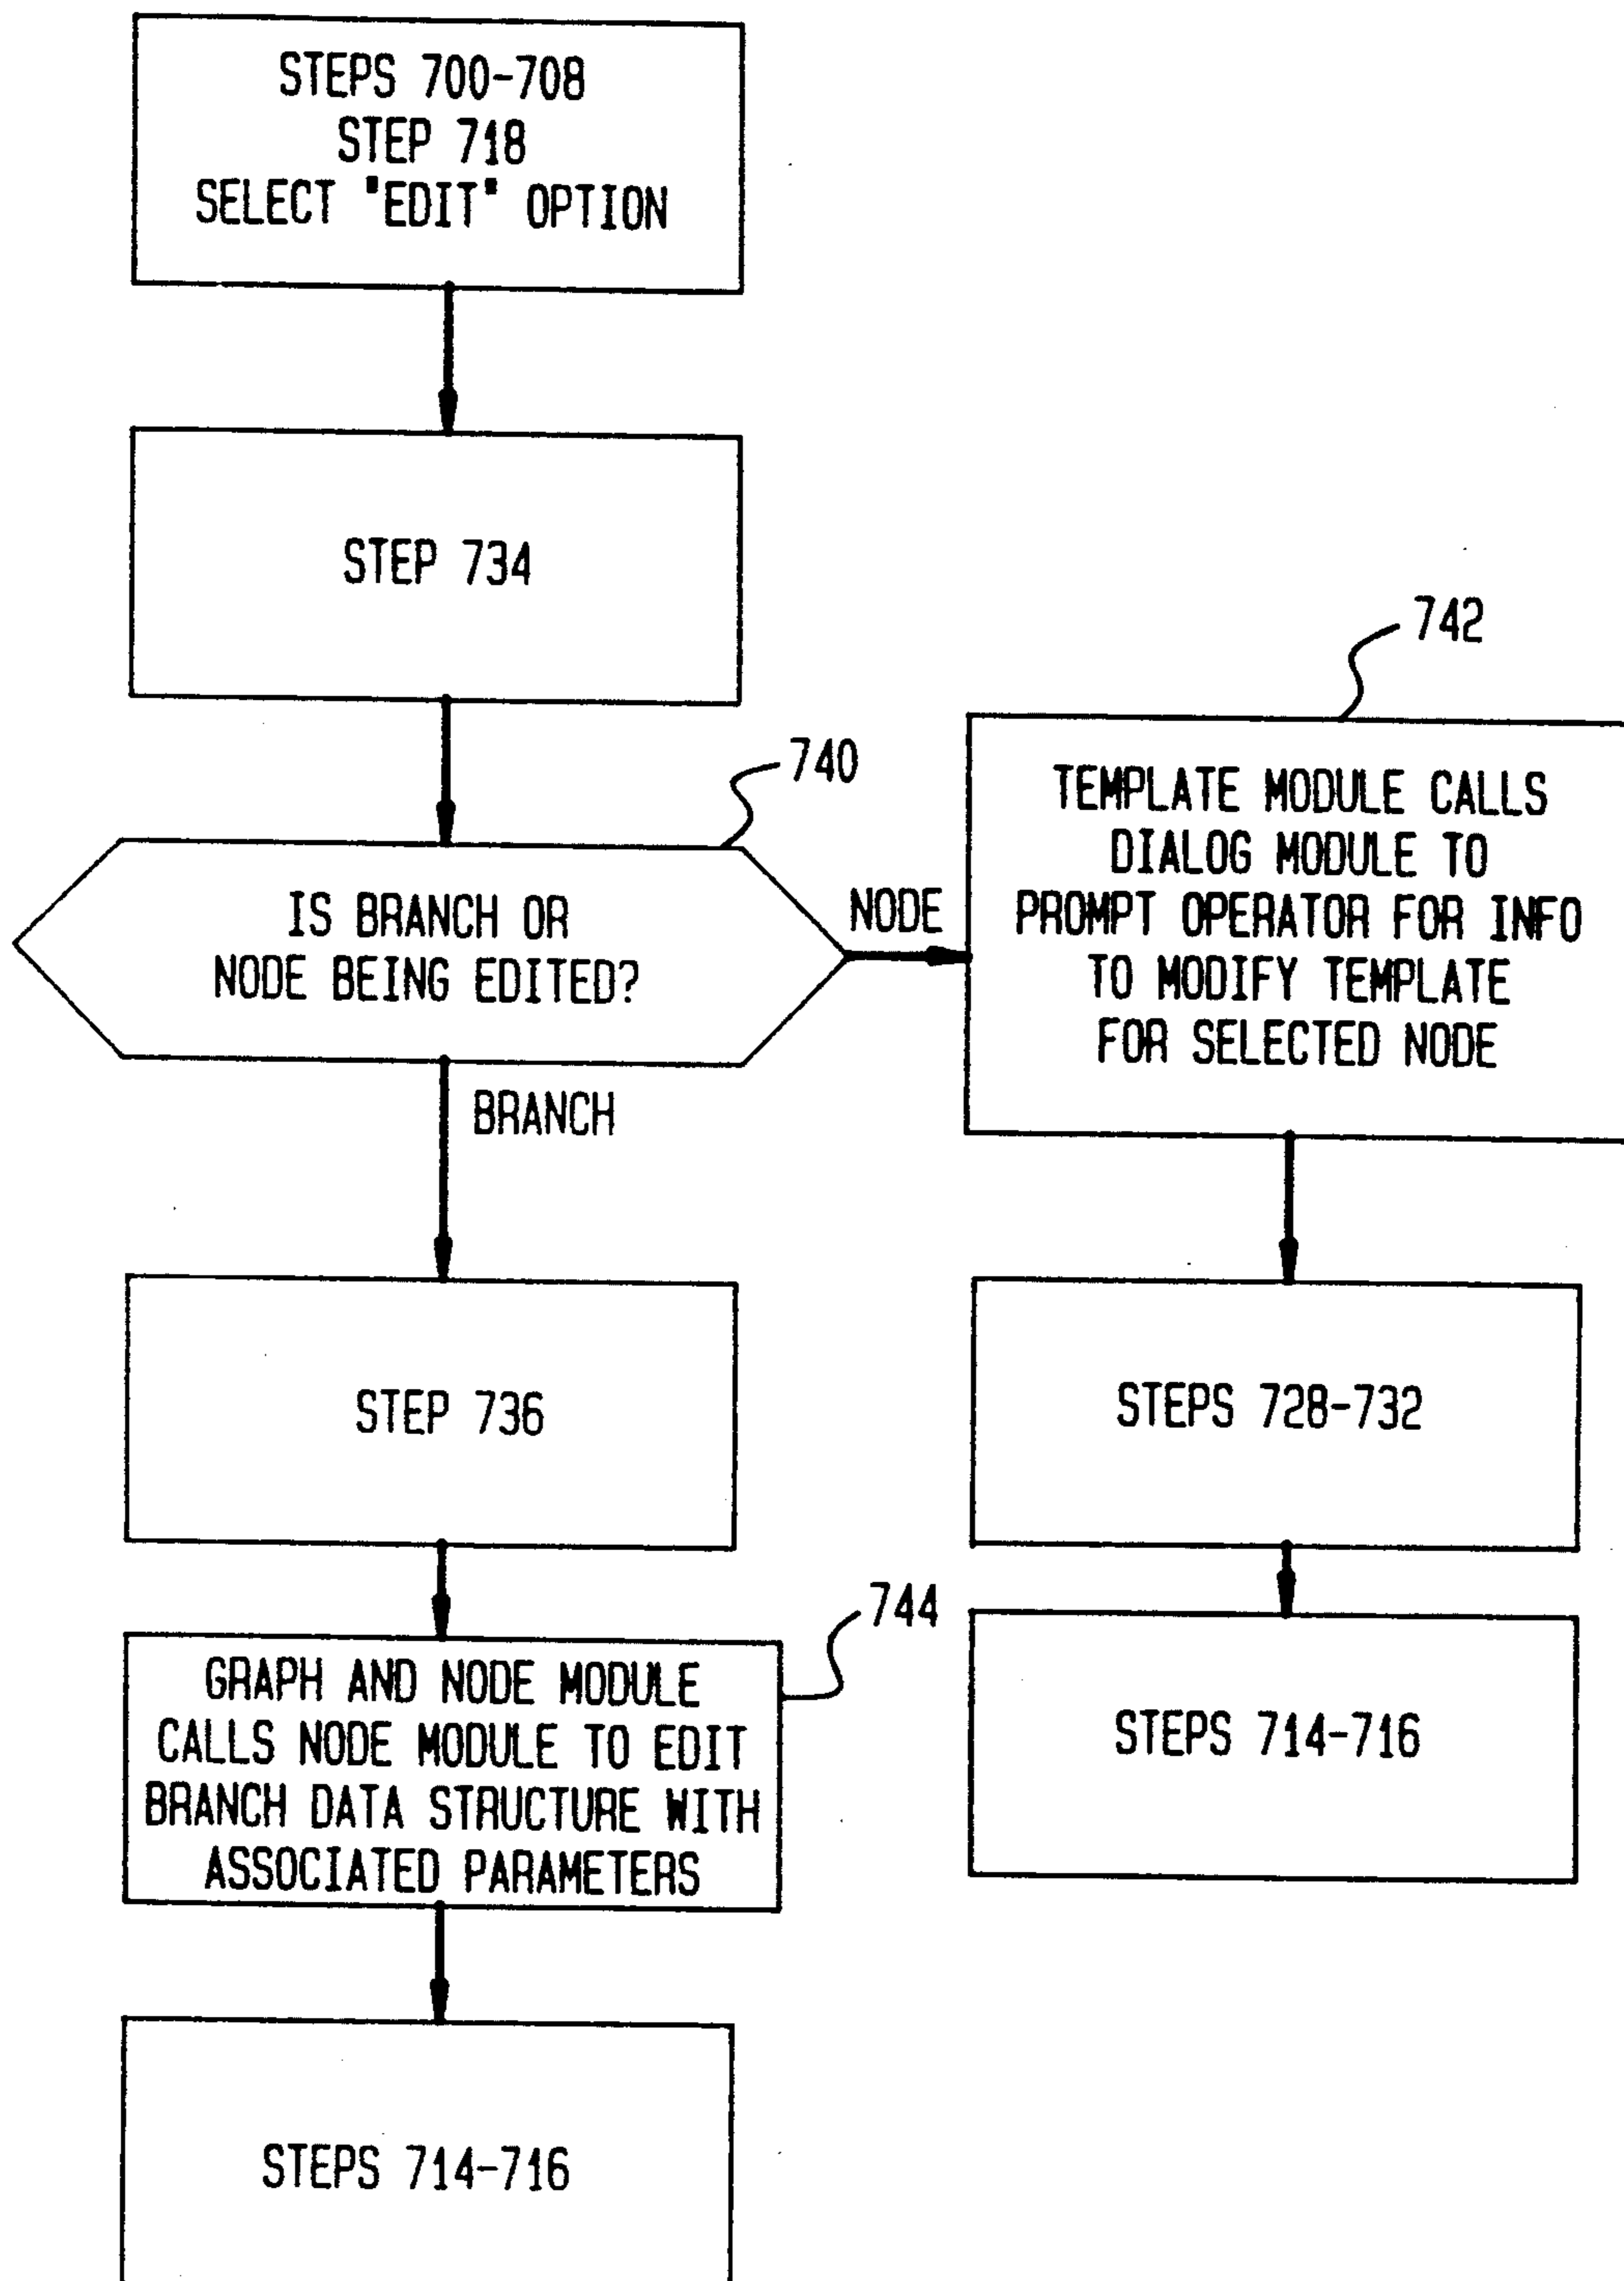 STEPS 700-708
STEP 718
SELECT "EDIT" OPTION
STEP 734
740
IS BRANCH OR
NODE BEING EDITED?
NODE
BRANCH
742
TEMPLATE MODULE CALLS
DIALOG MODULE TO
PROMPT OPERATOR FOR INFO
TO MODIFY TEMPLATE
FOR SELECTED NODE
STEP 736
STEPS 728-732
744
GRAPH AND NODE MODULE
CALLS NODE MODULE TO EDIT
BRANCH DATA STRUCTURE WITH
ASSOCIATED PARAMETERS
STEPS 714-716
STEPS 714-716